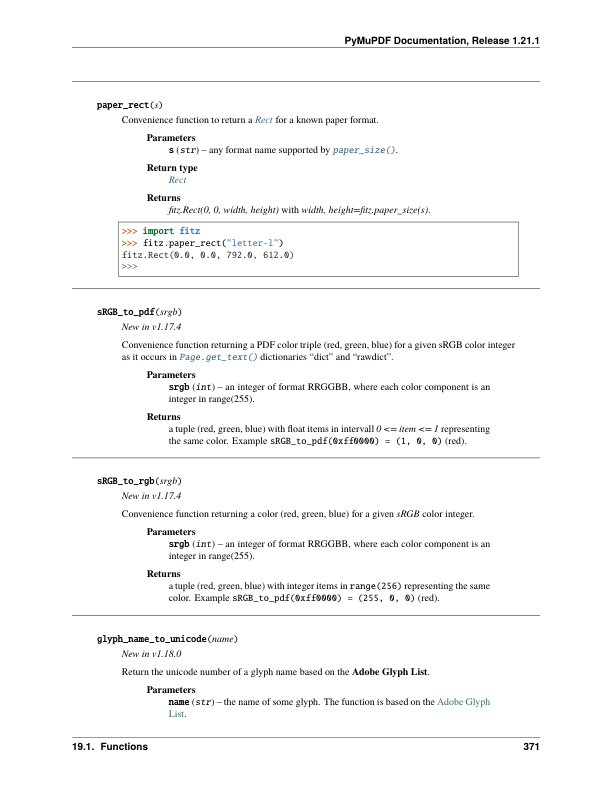 PyMuPDF Documentation, Release 1.21.1
paper_rect(s)
Convenience function to return a Rect for a known paper format.
Parameters
s (str) – any format name supported by paper_size().
Return type
Rect
Returns
fitz.Rect(0, 0, width, height) with width, height=fitz.paper_size(s).
>>> import fitz
>>> fitz.paper_rect("letter-l")
fitz.Rect(0.0, 0.0, 792.0, 612.0)
>>>
sRGB_to_pdf(srgb)
New in v1.17.4
Convenience function returning a PDF color triple (red, green, blue) for a given sRGB color integer
as it occurs in Page.get_text() dictionaries “dict” and “rawdict”.
Parameters
srgb (int) – an integer of format RRGGBB, where each color component is an
integer in range(255).
Returns
a tuple (red, green, blue) with float items in intervall 0 <= item <= 1 representing
the same color. Example sRGB_to_pdf(0xff0000) = (1, 0, 0) (red).
sRGB_to_rgb(srgb)
New in v1.17.4
Convenience function returning a color (red, green, blue) for a given sRGB color integer.
Parameters
srgb (int) – an integer of format RRGGBB, where each color component is an
integer in range(255).
Returns
a tuple (red, green, blue) with integer items in range(256) representing the same
color. Example sRGB_to_pdf(0xff0000) = (255, 0, 0) (red).
glyph_name_to_unicode(name)
New in v1.18.0
Return the unicode number of a glyph name based on the Adobe Glyph List.
Parameters
name (str) – the name of some glyph. The function is based on the Adobe Glyph
List.
19.1. Functions 371